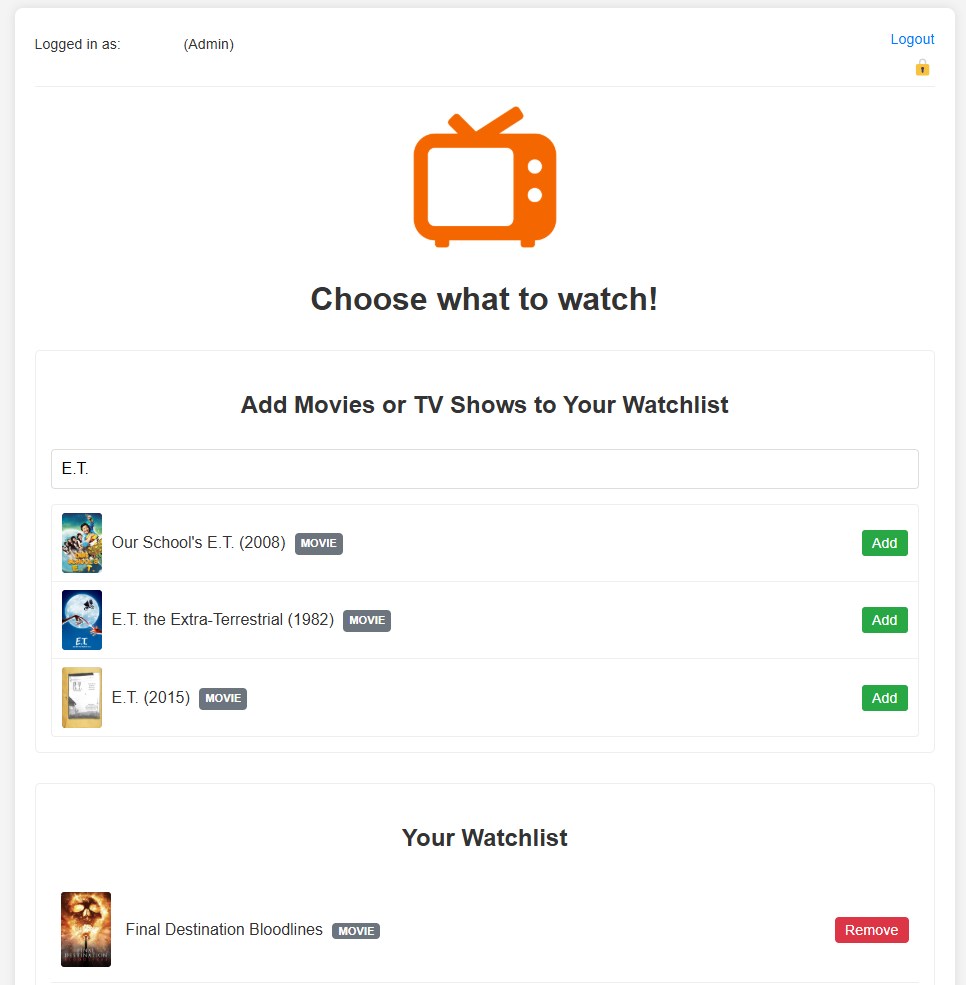 Logged in as: (Admin)
Logout
Choose what to watch!
Add Movies or TV Shows to Your Watchlist
E.T.
Our School's E.T. (2008) MOVIE Add
E.T.
E.T. the Extra-Terrestrial (1982) MOVIE Add
E.T. (2015) MOVIE Add
Your Watchlist
Final Destination Bloodlines MOVIE Remove
FINAL
DESTINATION